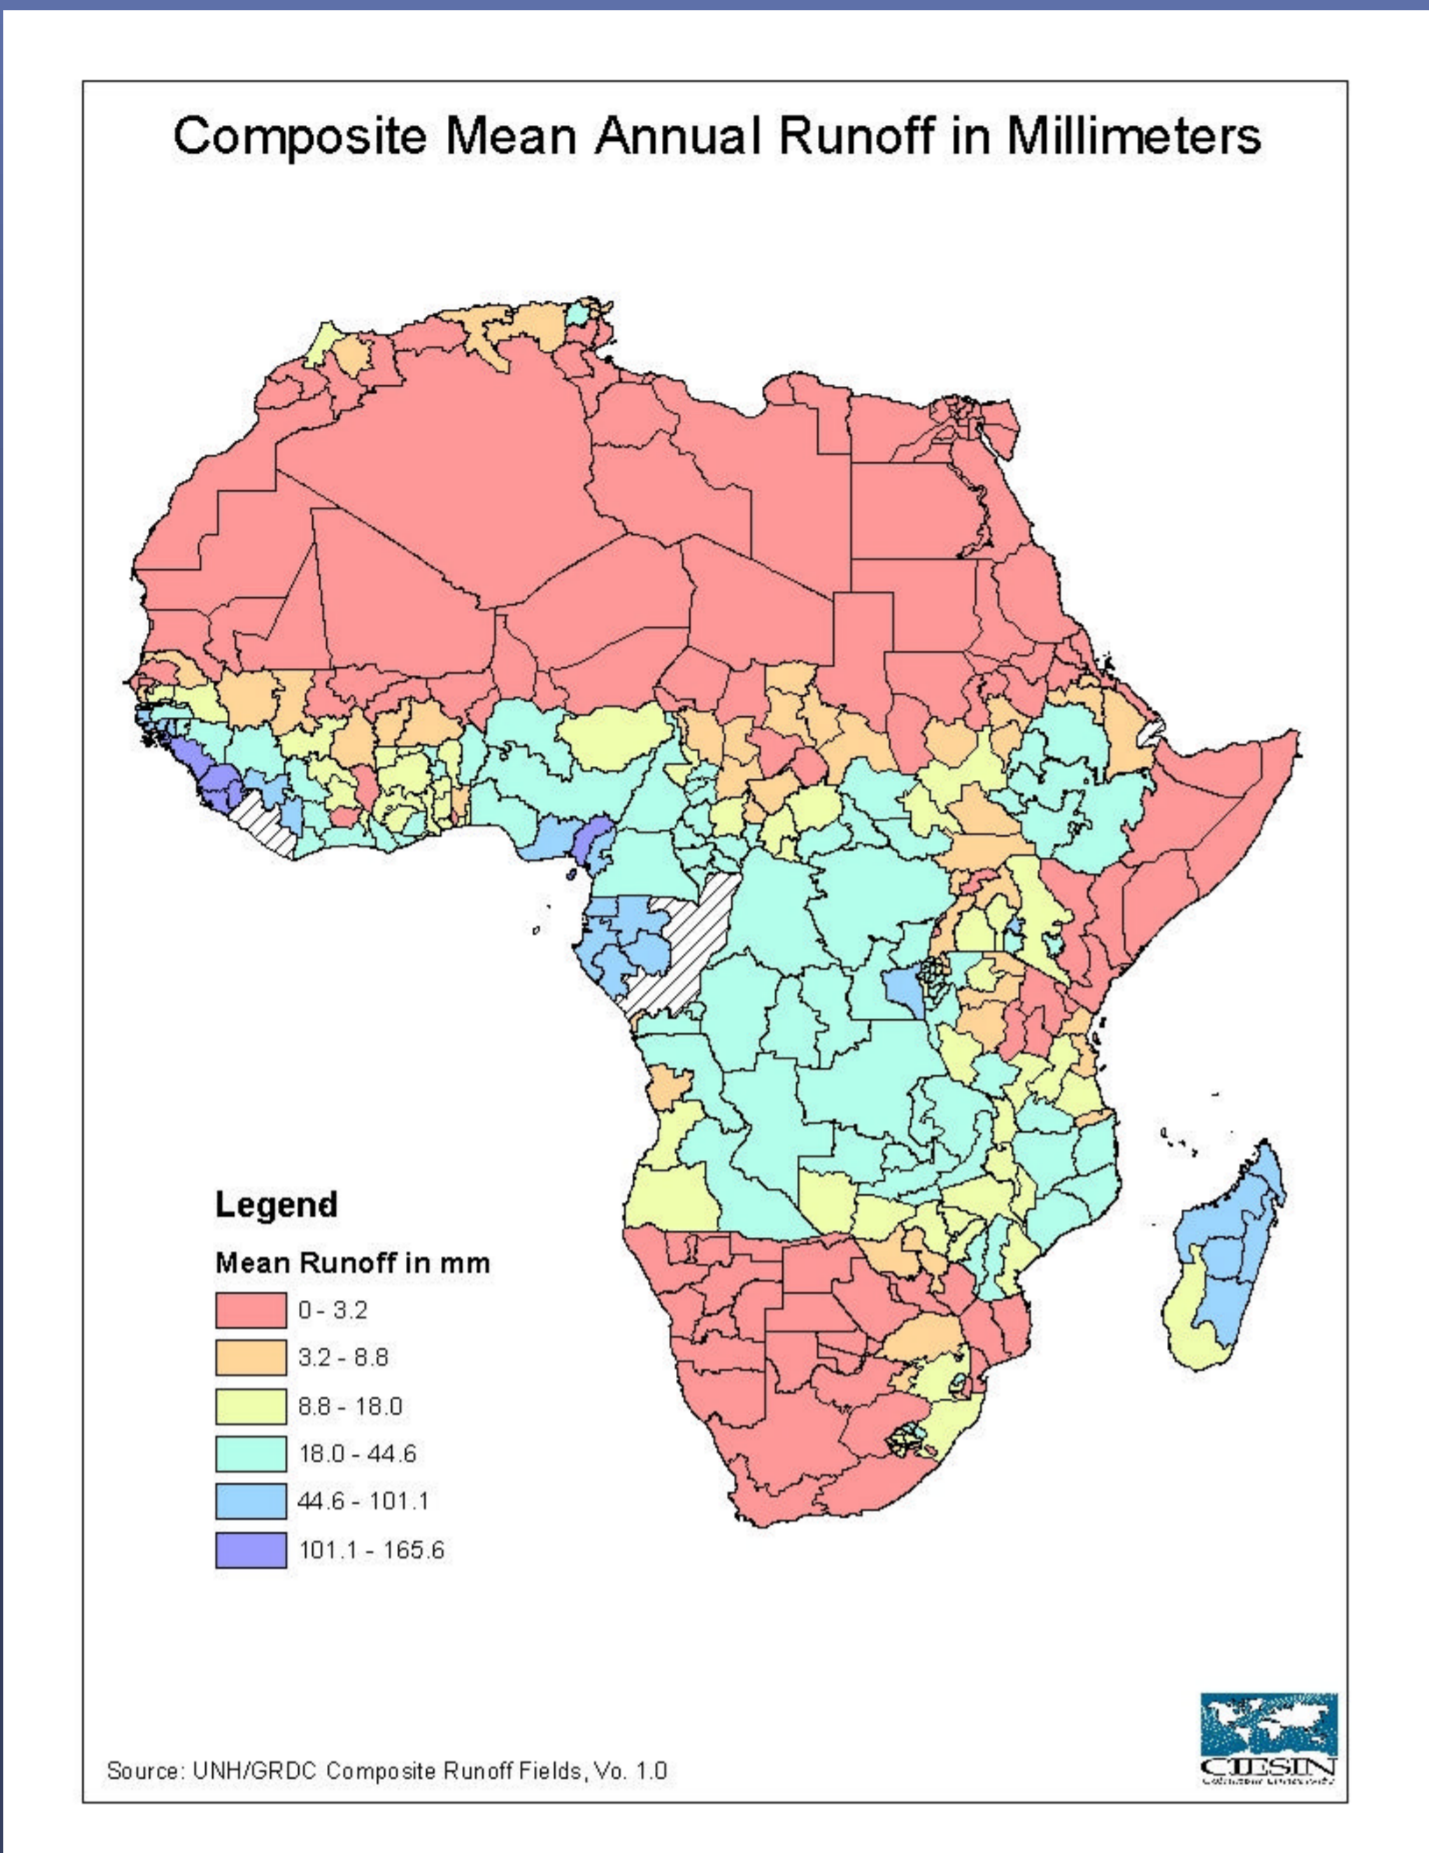 Composite Mean Annual Runoff in Millimeters
Legend
Mean Runoff in mm
0 - 3.2
3.2 - 8.8
8.8 - 18.0
18.0 - 44.6
44.6 - 101.1
101.1 - 165.6
Source: UNH/GRDC Composite Runoff Fields, Vo. 1.0
CIESIN
Columbia University